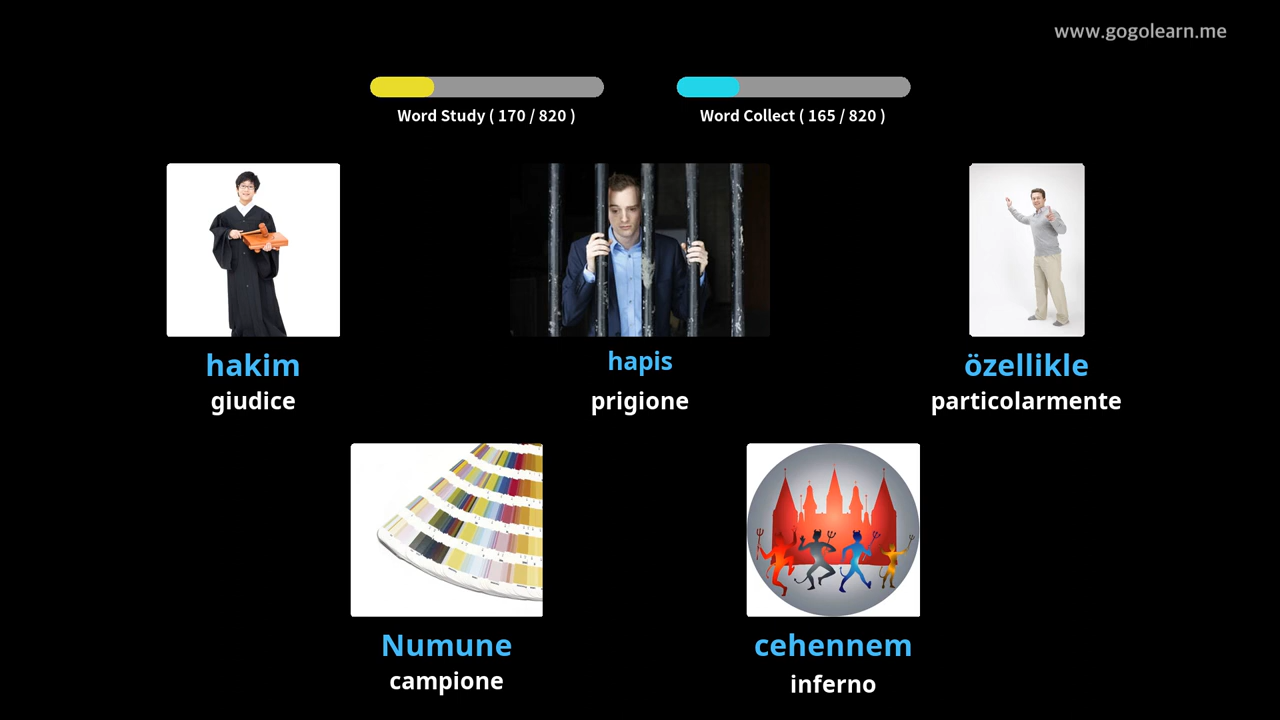 www.gogolearn.me
Word Study ( 170 / 820 )
Word Collect ( 165 / 820 )
hakim
giudice
hapis
prigione
özellikle
particolarmente
Numune
campione
cehennem
inferno